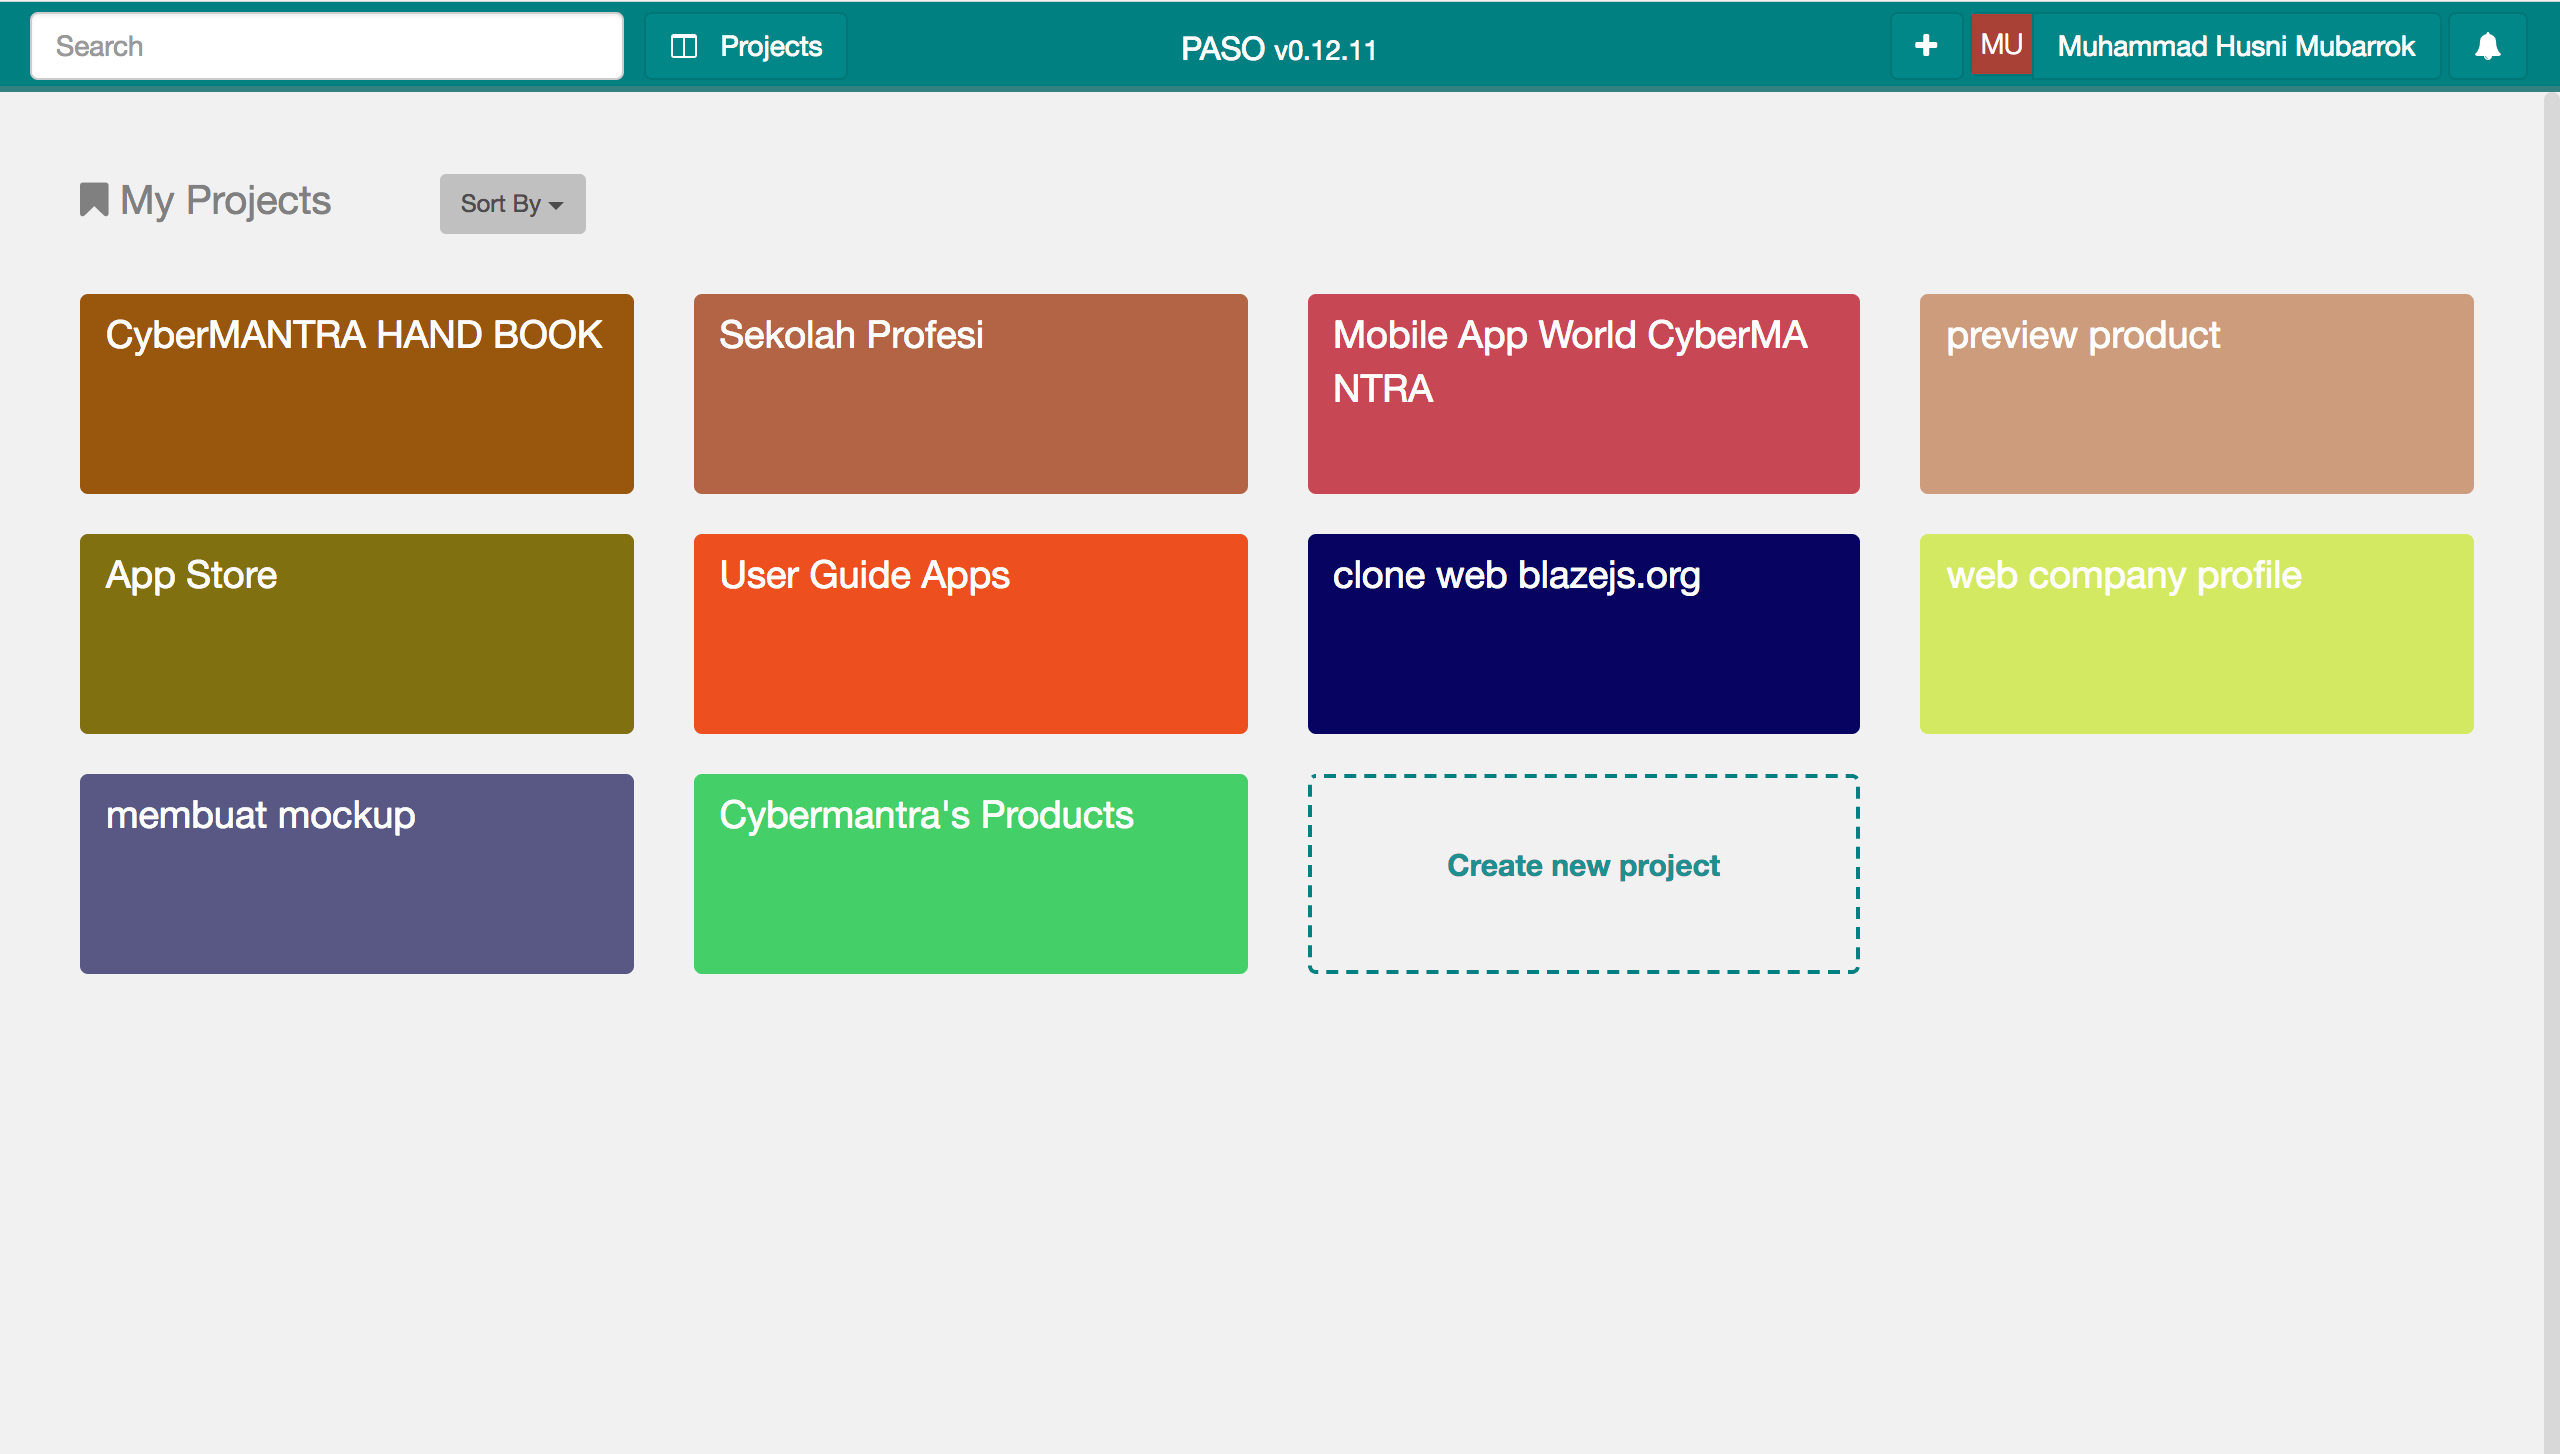 Search
Projects
PASO v0.12.11
MU
Muhammad Husni Mubarrok
My Projects
Sort By
CyberMANTRA HAND BOOK
Sekolah Profesi
Mobile App World CyberMA
NTRA
preview product
App Store
User Guide Apps
clone web blazejs.org
web company profile
membuat mockup
Cybermantra's Products
Create new project